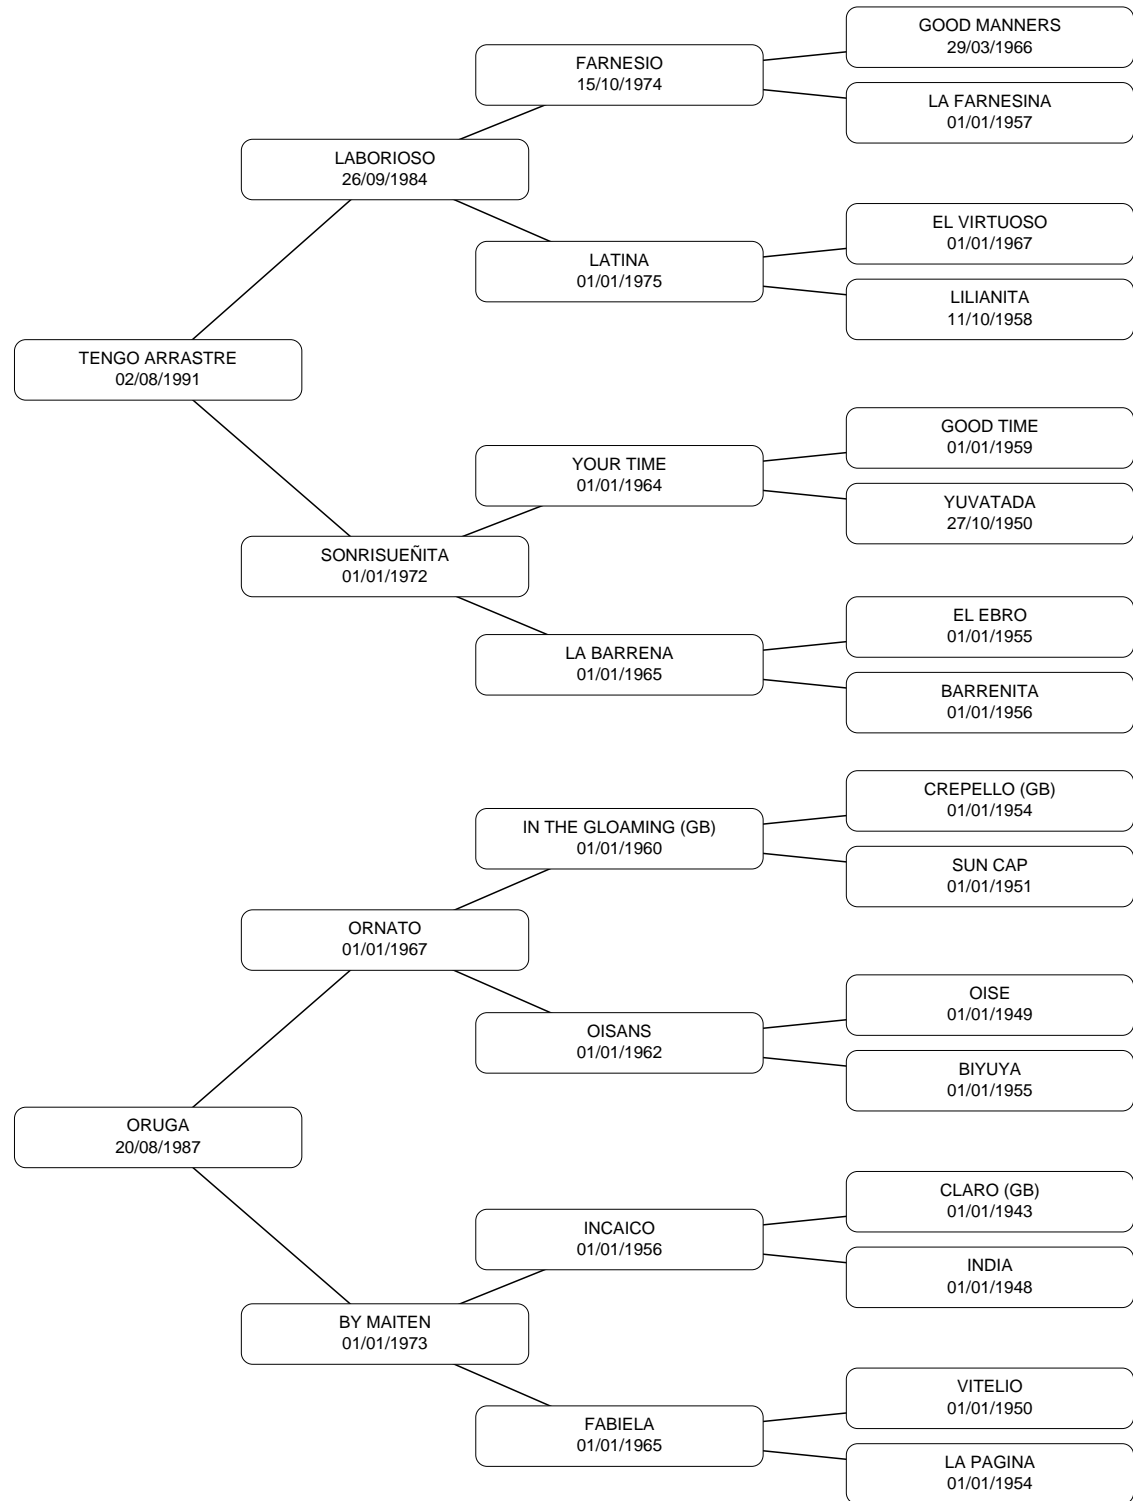 GOOD MANNERS
29/03/1966
FARNESIO
15/10/1974
LA FARNESINA
01/01/1957
LABORIOSO
26/09/1984
EL VIRTUOSO
01/01/1967
LATINA
01/01/1975
LILIANITA
11/10/1958
TENGO ARRASTRE
02/08/1991
GOOD TIME
01/01/1959
YOUR TIME
01/01/1964
YUVATADA
27/10/1950
SONRISUEÑITA
01/01/1972
EL EBRO
01/01/1955
LA BARRENA
01/01/1965
BARRENITA
01/01/1956
CREPELLO (GB)
01/01/1954
IN THE GLOAMING (GB)
01/01/1960
SUN CAP
01/01/1951
ORNATO
01/01/1967
OISE
01/01/1949
OISANS
01/01/1962
BIYUYA
01/01/1955
ORUGA
20/08/1987
CLARO (GB)
01/01/1943
INCAICO
01/01/1956
INDIA
01/01/1948
BY MAITEN
01/01/1973
VITELIO
01/01/1950
FABIELA
01/01/1965
LA PAGINA
01/01/1954